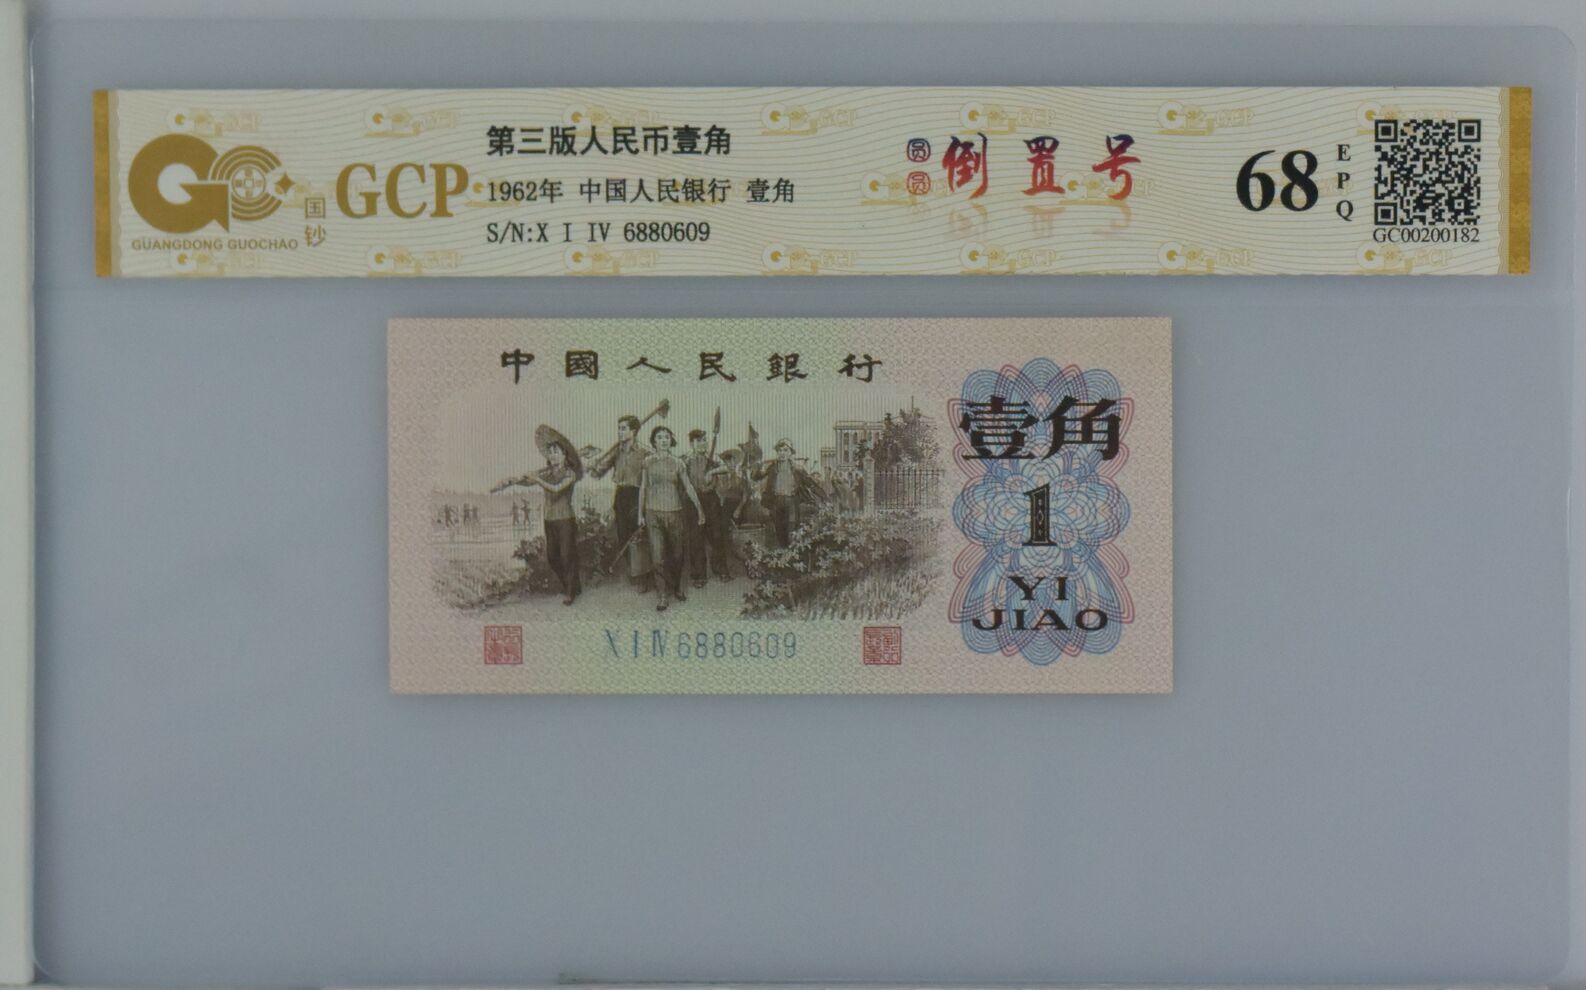 第三版人民币壹角
1962年 中国人民银行 壹角
S/N:X I IV 6880609
GUANGDONG GUOCHAO
国钞
GCP
圆圆
倒置号
68
EPQ
GC00200182
中國人民銀行
壹角
1
YI
JIAO
X I IV 6880609